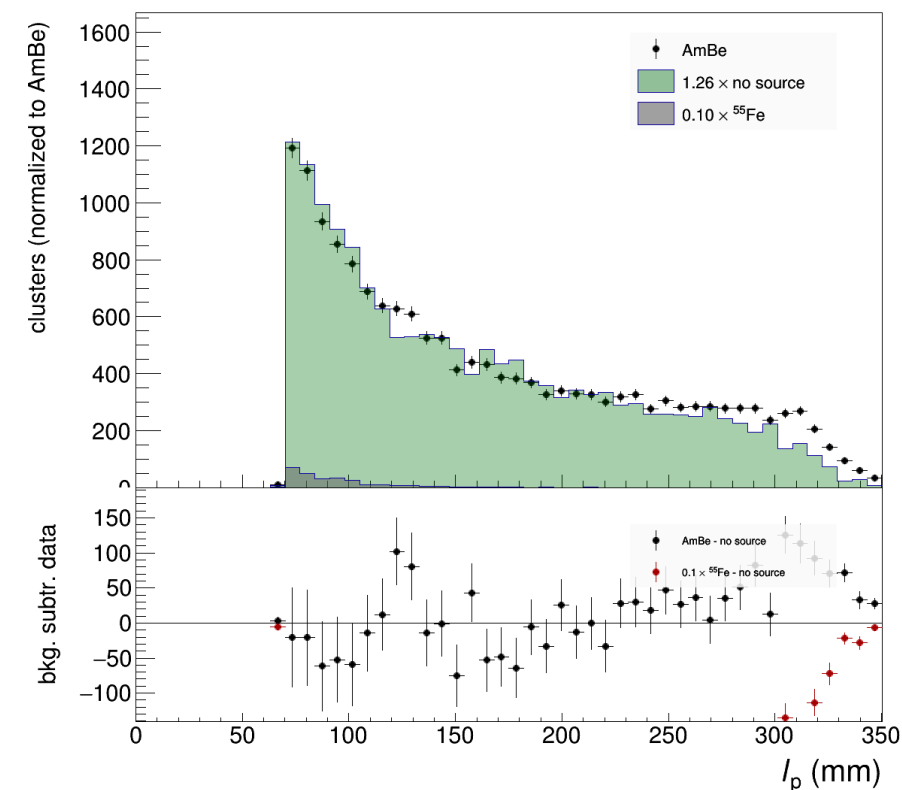 clusters (normalized to AmBe)
1600
1400
1200
1000
800
600
400
200
0
AmBe
1.26 × no source
0.10 × ⁵⁵Fe
bkg. subtr. data
150
100
50
0
−50
−100
AmBe - no source
0.1 × ⁵⁵Fe - no source
0 50 100 150 200 250 300 350
lₚ (mm)